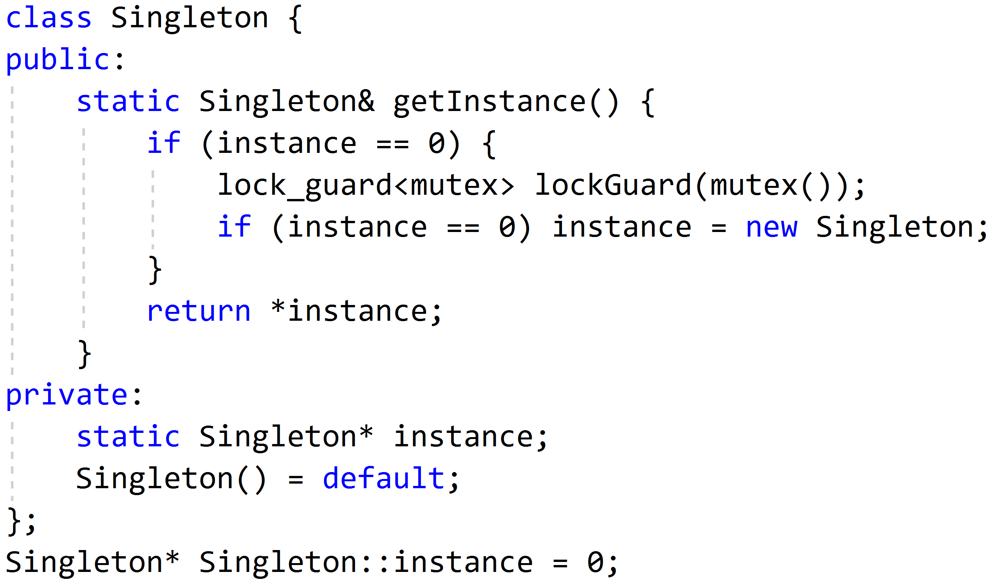 class Singleton {
public:
    static Singleton& getInstance() {
        if (instance == 0) {
            lock_guard<mutex> lockGuard(mutex());
            if (instance == 0) instance = new Singleton;
        }
        return *instance;
    }
private:
    static Singleton* instance;
    Singleton() = default;
};
Singleton* Singleton::instance = 0;